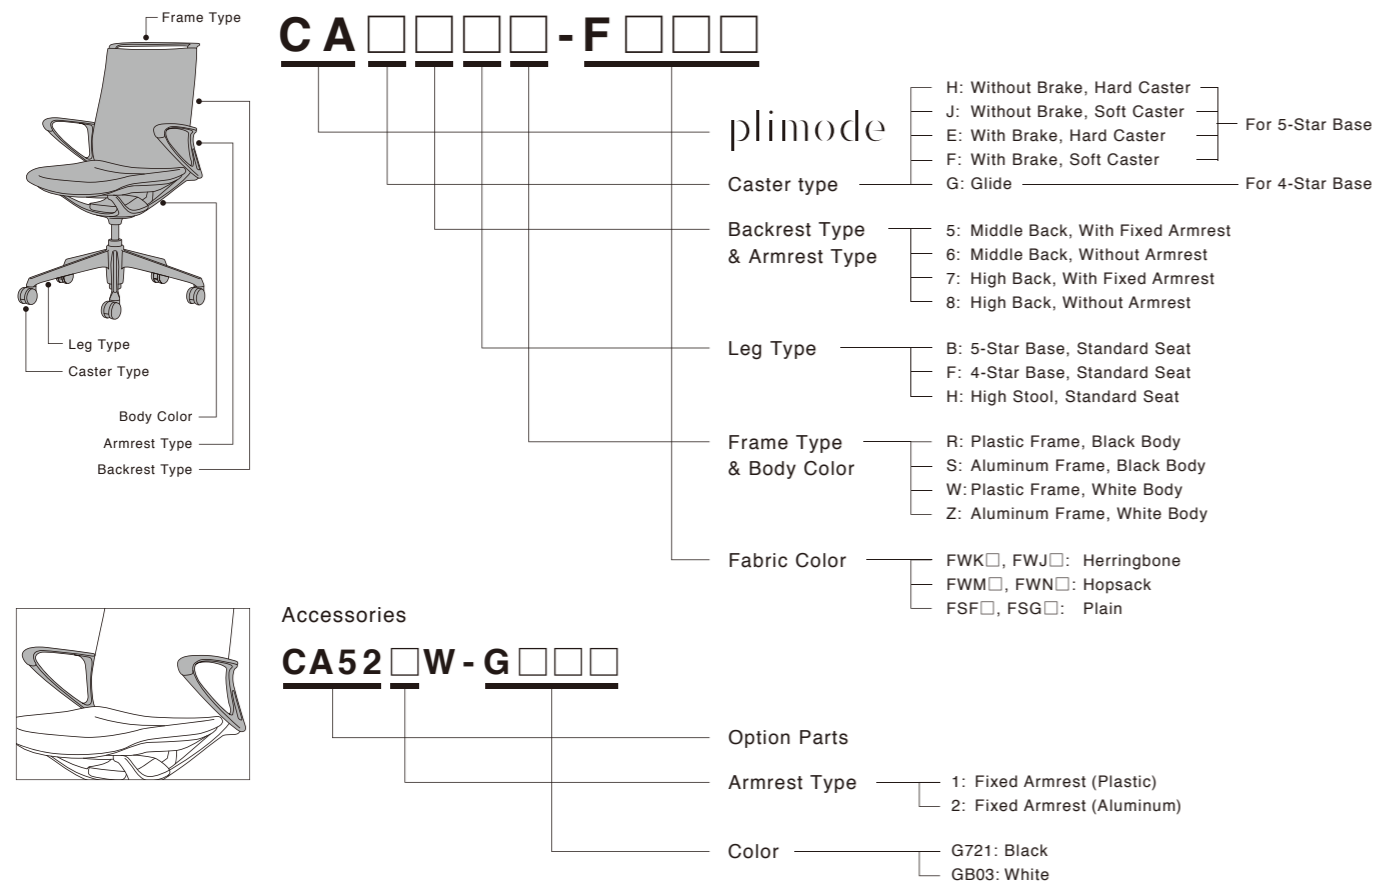 Frame Type
CA□□□□-F□□□
plimode
H: Without Brake, Hard Caster
J: Without Brake, Soft Caster
E: With Brake, Hard Caster
F: With Brake, Soft Caster
For 5-Star Base
Caster type
G: Glide
For 4-Star Base
Backrest Type
& Armrest Type
5: Middle Back, With Fixed Armrest
6: Middle Back, Without Armrest
7: High Back, With Fixed Armrest
8: High Back, Without Armrest
Leg Type
B: 5-Star Base, Standard Seat
F: 4-Star Base, Standard Seat
H: High Stool, Standard Seat
Frame Type
& Body Color
R: Plastic Frame, Black Body
S: Aluminum Frame, Black Body
W: Plastic Frame, White Body
Z: Aluminum Frame, White Body
Fabric Color
FWK□, FWJ□: Herringbone
FWM□, FWN□: Hopsack
FSF□, FSG□: Plain
Leg Type
Caster Type
Body Color
Armrest Type
Backrest Type
Accessories
CA52□W-G□□□
Option Parts
Armrest Type
1: Fixed Armrest (Plastic)
2: Fixed Armrest (Aluminum)
Color
G721: Black
GB03: White